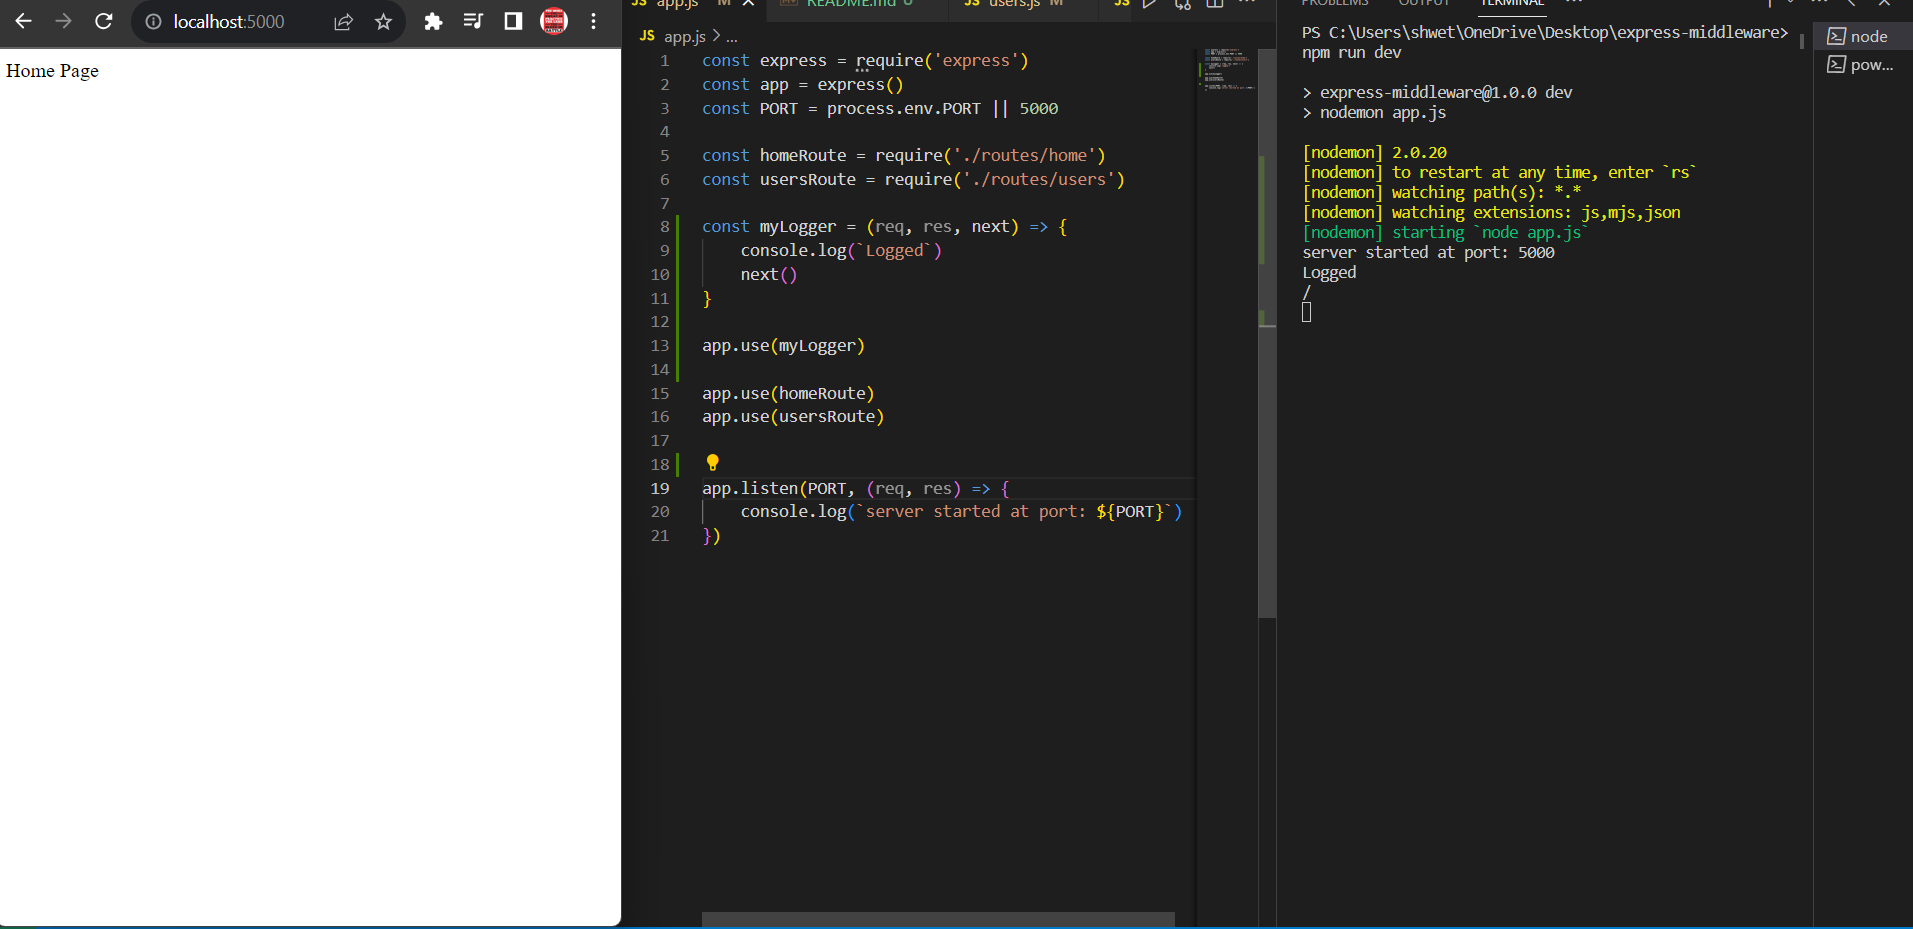 localhost:5000
Home Page
JS app.js M
README.md U
JS users.js M
JS
JS app.js > ...
1 const express = require('express')
2 const app = express()
3 const PORT = process.env.PORT || 5000
4
5 const homeRoute = require('./routes/home')
6 const usersRoute = require('./routes/users')
7
8 const myLogger = (req, res, next) => {
9 console.log(`Logged`)
10 next()
11 }
12
13 app.use(myLogger)
14
15 app.use(homeRoute)
16 app.use(usersRoute)
17
18
19 app.listen(PORT, (req, res) => {
20 console.log(`server started at port: ${PORT}`)
21 })
PROBLEMS OUTPUT TERMINAL ...
PS C:\Users\shwet\OneDrive\Desktop\express-middleware>
npm run dev
> express-middleware@1.0.0 dev
> nodemon app.js
[nodemon] 2.0.20
[nodemon] to restart at any time, enter `rs`
[nodemon] watching path(s): *.*
[nodemon] watching extensions: js,mjs,json
[nodemon] starting `node app.js`
server started at port: 5000
Logged
/
node
pow...